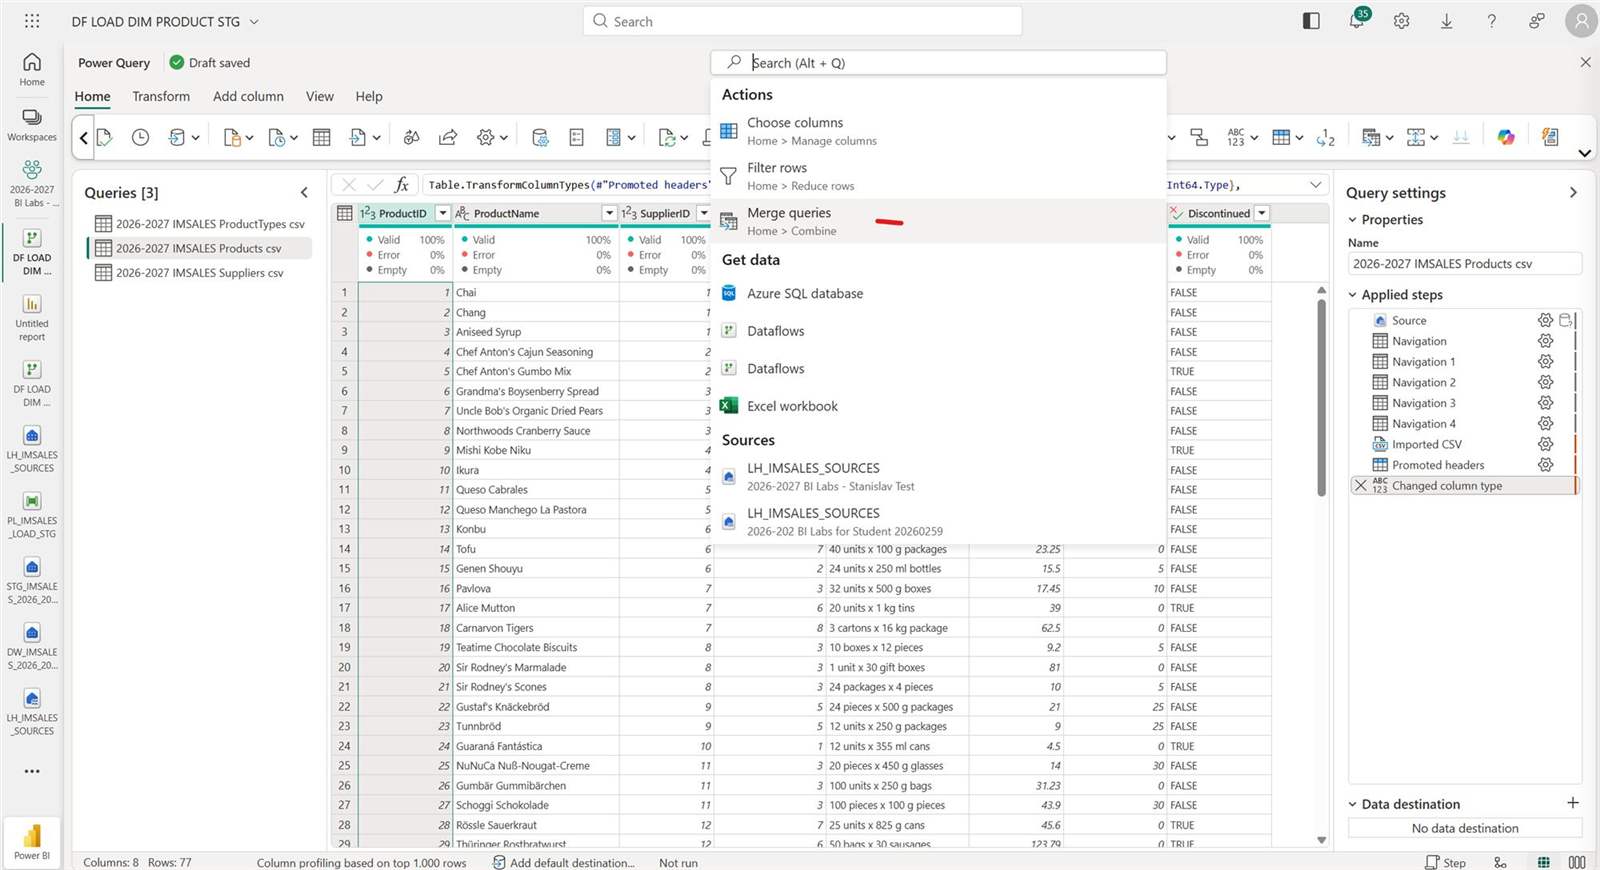 DF LOAD DIM PRODUCT STG
Search
35
Power Query
Draft saved
Search (Alt + Q)
Home
Transform
Add column
View
Help
Home
Workspaces
2026-2027
BI Labs - ...
DF LOAD
DIM ...
Untitled
report
DF LOAD
DIM ...
LH_IMSALES
_SOURCES
PL_IMSALES
_LOAD_STG
STG_IMSALE
S_2026_20...
DW_IMSALE
S_2026_20...
LH_IMSALES
_SOURCES
Power BI
Actions
Choose columns
Home > Manage columns
Filter rows
Home > Reduce rows
Merge queries
Home > Combine
Get data
Azure SQL database
Dataflows
Dataflows
Excel workbook
Sources
LH_IMSALES_SOURCES
2026-2027 BI Labs - Stanislav Test
LH_IMSALES_SOURCES
2026-202 BI Labs for Student 20260259
Queries [3]
2026-2027 IMSALES ProductTypes csv
2026-2027 IMSALES Products csv
2026-2027 IMSALES Suppliers csv
fx Table.TransformColumnTypes(#"Promoted headers" Int64.Type},
ProductID ProductName SupplierID Discontinued
Valid 100% Valid 100% Valid 100% Valid 100%
Error 0% Error 0% Error 0% Error 0%
Empty 0% Empty 0% Empty 0% Empty 0%
1 1 Chai 1 FALSE
2 2 Chang 1 FALSE
3 3 Aniseed Syrup 1 FALSE
4 4 Chef Anton's Cajun Seasoning 2 FALSE
5 5 Chef Anton's Gumbo Mix 2 TRUE
6 6 Grandma's Boysenberry Spread 3 FALSE
7 7 Uncle Bob's Organic Dried Pears 3 FALSE
8 8 Northwoods Cranberry Sauce 3 FALSE
9 9 Mishi Kobe Niku 4 TRUE
10 10 Ikura 4 FALSE
11 11 Queso Cabrales 5 FALSE
12 12 Queso Manchego La Pastora 5 FALSE
13 13 Konbu 6 FALSE
14 14 Tofu 6 7 40 units x 100 g packages 23.25 0 FALSE
15 15 Genen Shouyu 6 2 24 units x 250 ml bottles 15.5 5 FALSE
16 16 Pavlova 7 3 32 units x 500 g boxes 17.45 10 FALSE
17 17 Alice Mutton 7 6 20 units x 1 kg tins 39 0 TRUE
18 18 Carnarvon Tigers 7 8 3 cartons x 16 kg package 62.5 0 FALSE
19 19 Teatime Chocolate Biscuits 8 3 10 boxes x 12 pieces 9.2 5 FALSE
20 20 Sir Rodney's Marmalade 8 3 1 unit x 30 gift boxes 81 0 FALSE
21 21 Sir Rodney's Scones 8 3 24 packages x 4 pieces 10 5 FALSE
22 22 Gustaf's Knäckebröd 9 5 24 pieces x 500 g packages 21 25 FALSE
23 23 Tunnbröd 9 5 12 units x 250 g packages 9 25 FALSE
24 24 Guaraná Fantástica 10 1 12 units x 355 ml cans 4.5 0 TRUE
25 25 NuNuCa Nuß-Nougat-Creme 11 3 20 pieces x 450 g glasses 14 30 FALSE
26 26 Gumbär Gummibärchen 11 3 100 units x 250 g bags 31.23 0 FALSE
27 27 Schoggi Schokolade 11 3 100 pieces x 100 g pieces 43.9 30 FALSE
28 28 Rössle Sauerkraut 12 7 25 units x 825 g cans 45.6 0 TRUE
29 29 Thüringer Rostbratwurst 12 6 50 bags x 30 sausages 123.79 0 TRUE
Query settings
Properties
Name
2026-2027 IMSALES Products csv
Applied steps
Source
Navigation
Navigation 1
Navigation 2
Navigation 3
Navigation 4
Imported CSV
Promoted headers
Changed column type
Data destination
No data destination
Columns: 8 Rows: 77
Column profiling based on top 1.000 rows
Add default destination...
Not run
Step